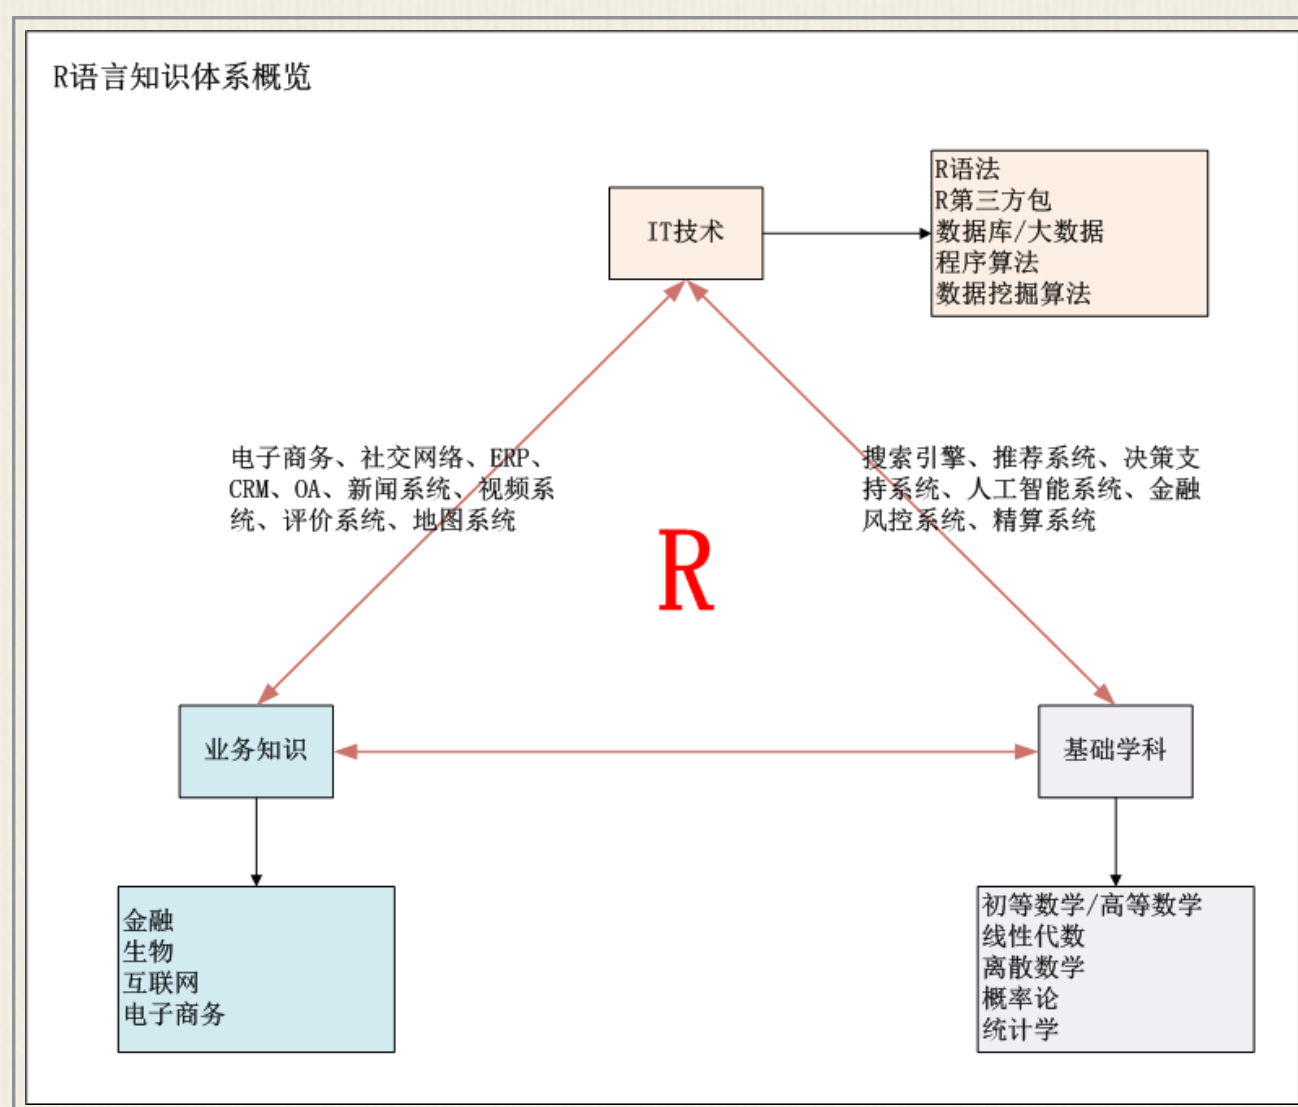 R语言知识体系概览
IT技术
R语法
R第三方包
数据库/大数据
程序算法
数据挖掘算法
电子商务、社交网络、ERP、
CRM、OA、新闻系统、视频系
统、评价系统、地图系统
搜索引擎、推荐系统、决策支
持系统、人工智能系统、金融
风控系统、精算系统
R
业务知识
基础学科
金融
生物
互联网
电子商务
初等数学/高等数学
线性代数
离散数学
概率论
统计学